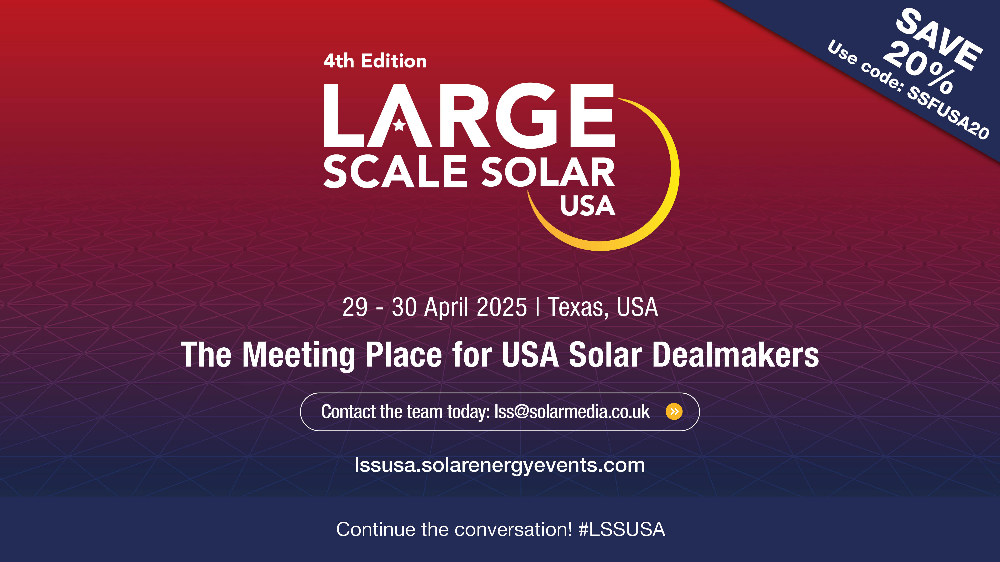 SAVE
20%
Use code: SSFUSA20
4th Edition
LARGE
SCALE SOLAR
USA
29 - 30 April 2025 | Texas, USA
The Meeting Place for USA Solar Dealmakers
Contact the team today: lss@solarmedia.co.uk
lssusa.solarenergyevents.com
Continue the conversation! #LSSUSA